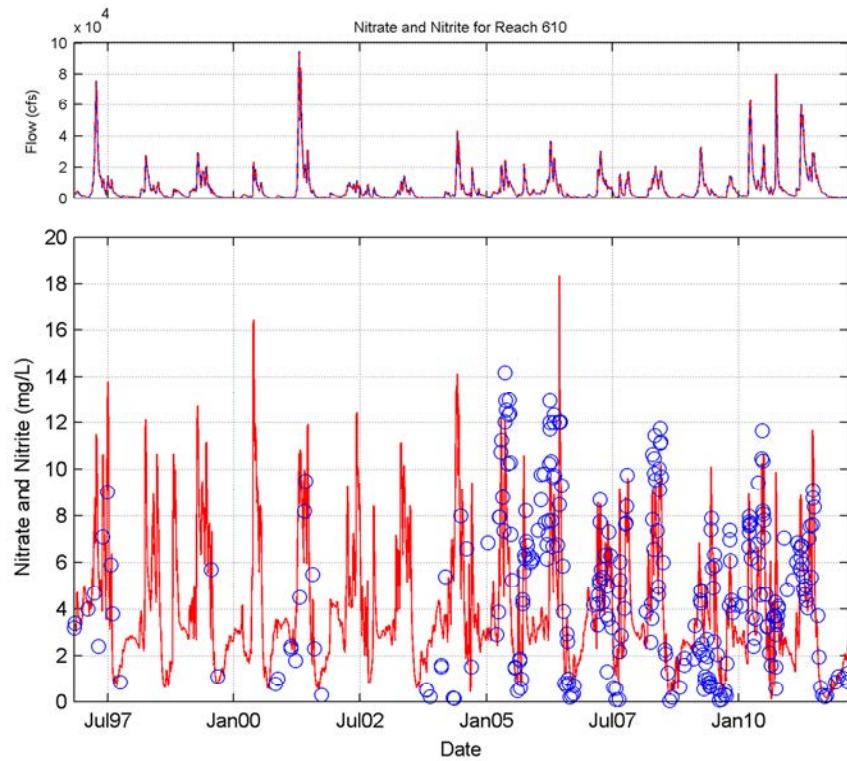 Nitrate and Nitrite for Reach 610
x 10^4
10
8
6
4
2
0
Flow (cfs)
20
18
16
14
12
10
8
6
4
2
0
Nitrate and Nitrite (mg/L)
Jul97 Jan00 Jul02 Jan05 Jul07 Jan10
Date